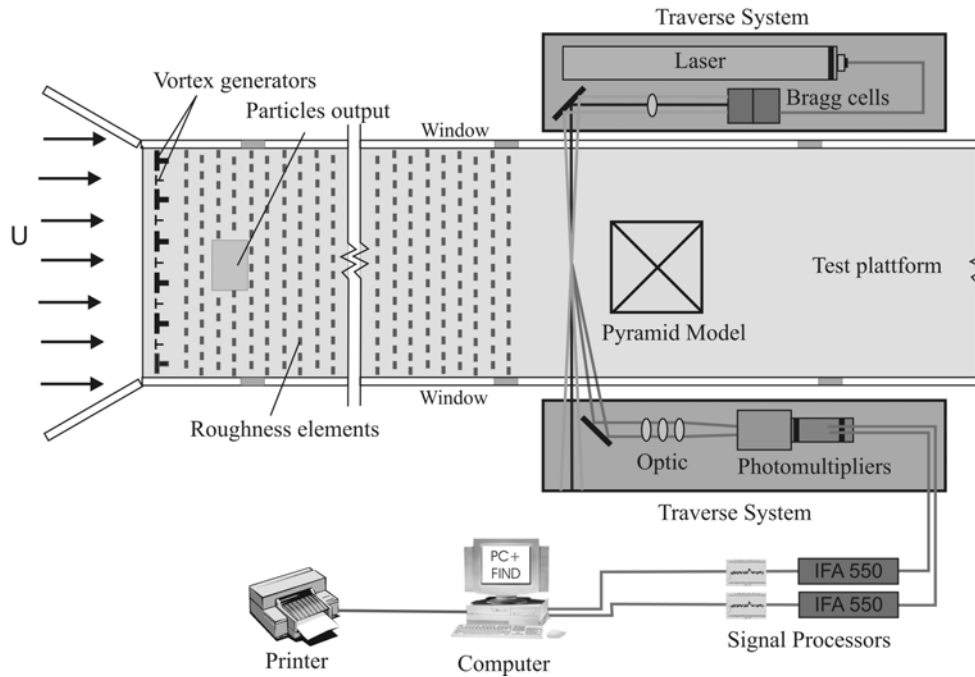 Traverse System
Laser
Bragg cells
Vortex generators
Particles output
Window
U
Test plattform
Pyramid Model
Window
Roughness elements
Optic
Photomultipliers
Traverse System
PC+
FIND
IFA 550
IFA 550
Signal Processors
Printer
Computer